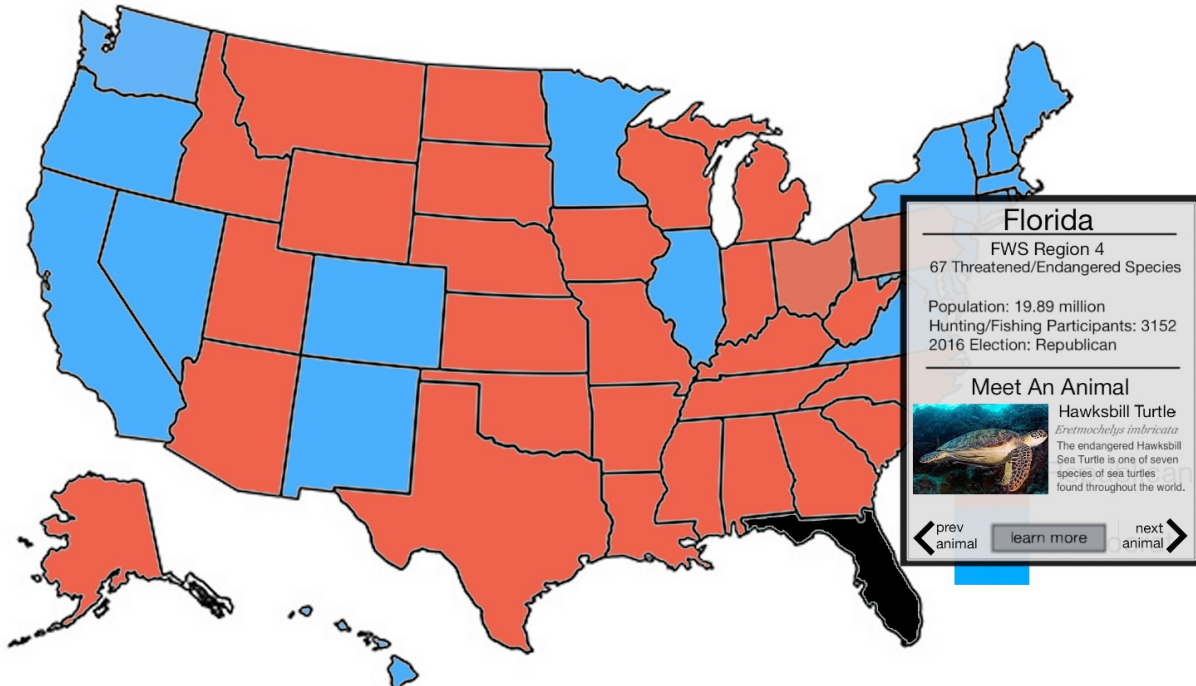 Florida
FWS Region 4
67 Threatened/Endangered Species
Population: 19.89 million
Hunting/Fishing Participants: 3152
2016 Election: Republican
Meet An Animal
Hawksbill Turtle
Eretmochelys imbricata
The endangered Hawksbill
Sea Turtle is one of seven
species of sea turtles
found throughout the world.
prev
animal
learn more
next
animal